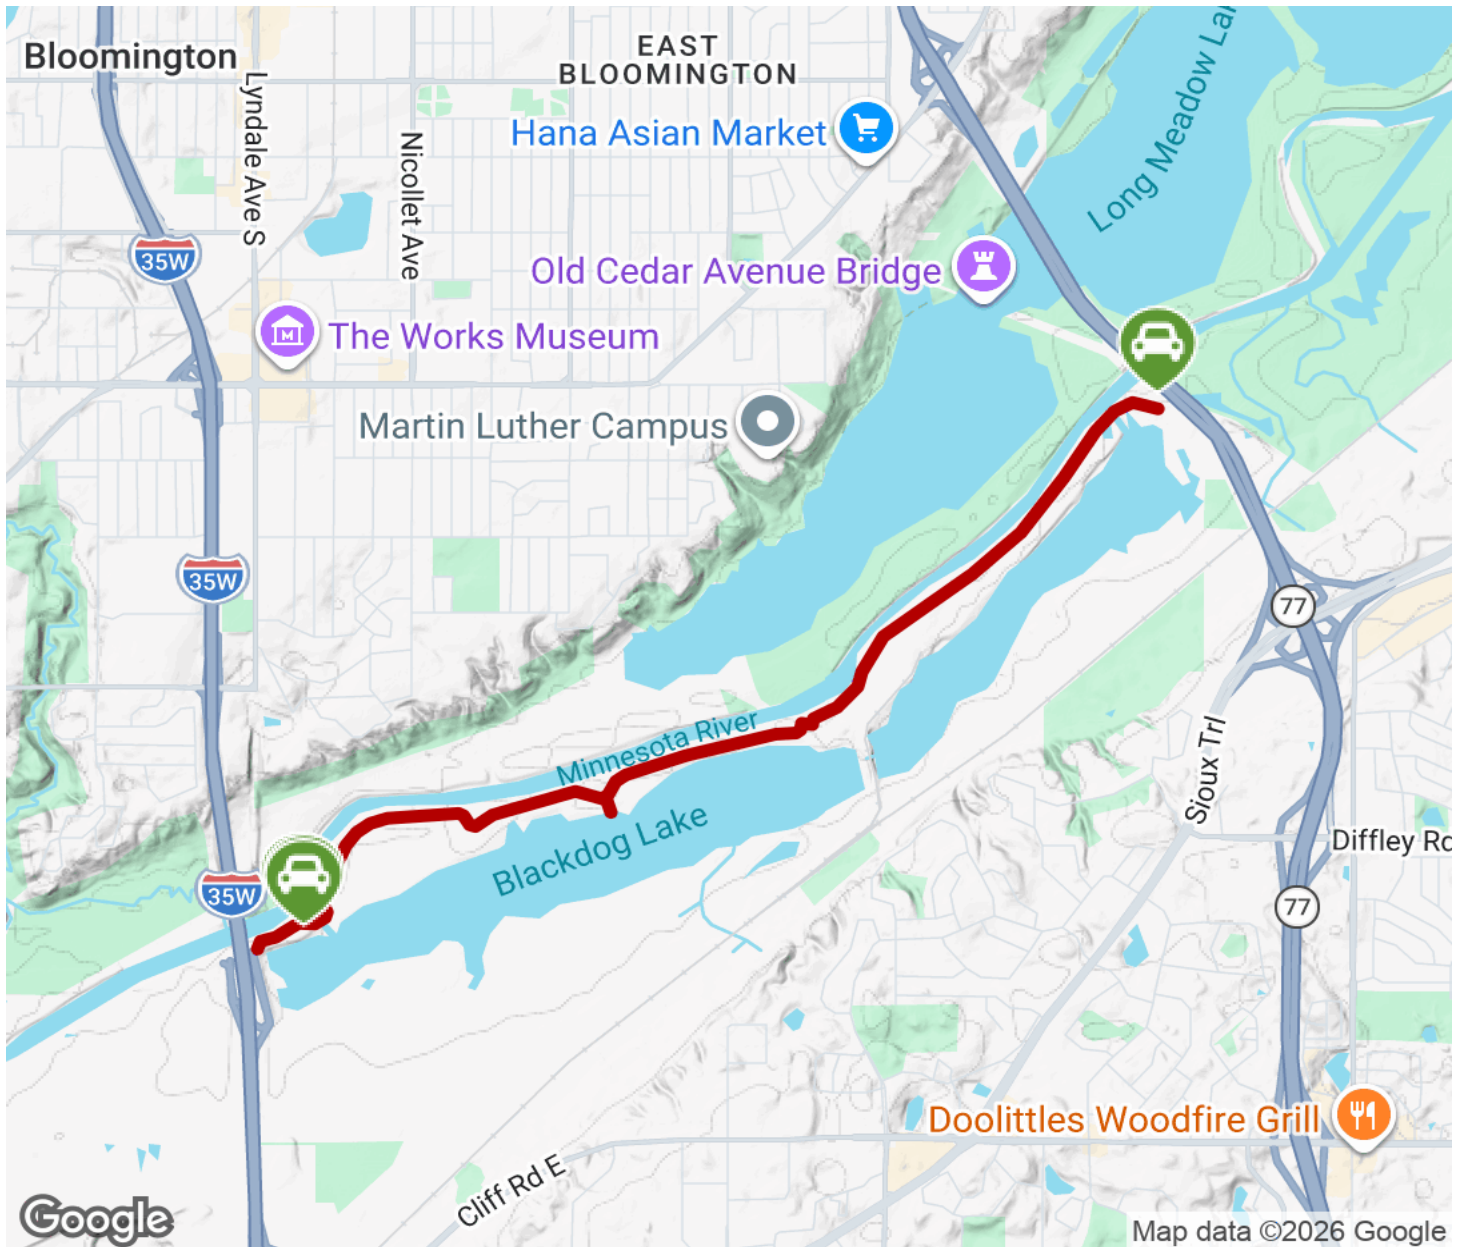 Bloomington
EAST
BLOOMINGTON
Lyndale Ave S
Nicollet Ave
Hana Asian Market
Long Meadow
35W
Old Cedar Avenue Bridge
The Works Museum
Martin Luther Campus
35W
77
Minnesota River
Sioux Trl
Blackdog Lake
Diffley Rd
35W
77
Doolittles Woodfire Grill
Cliff Rd E
Google
Map data ©2026 Google